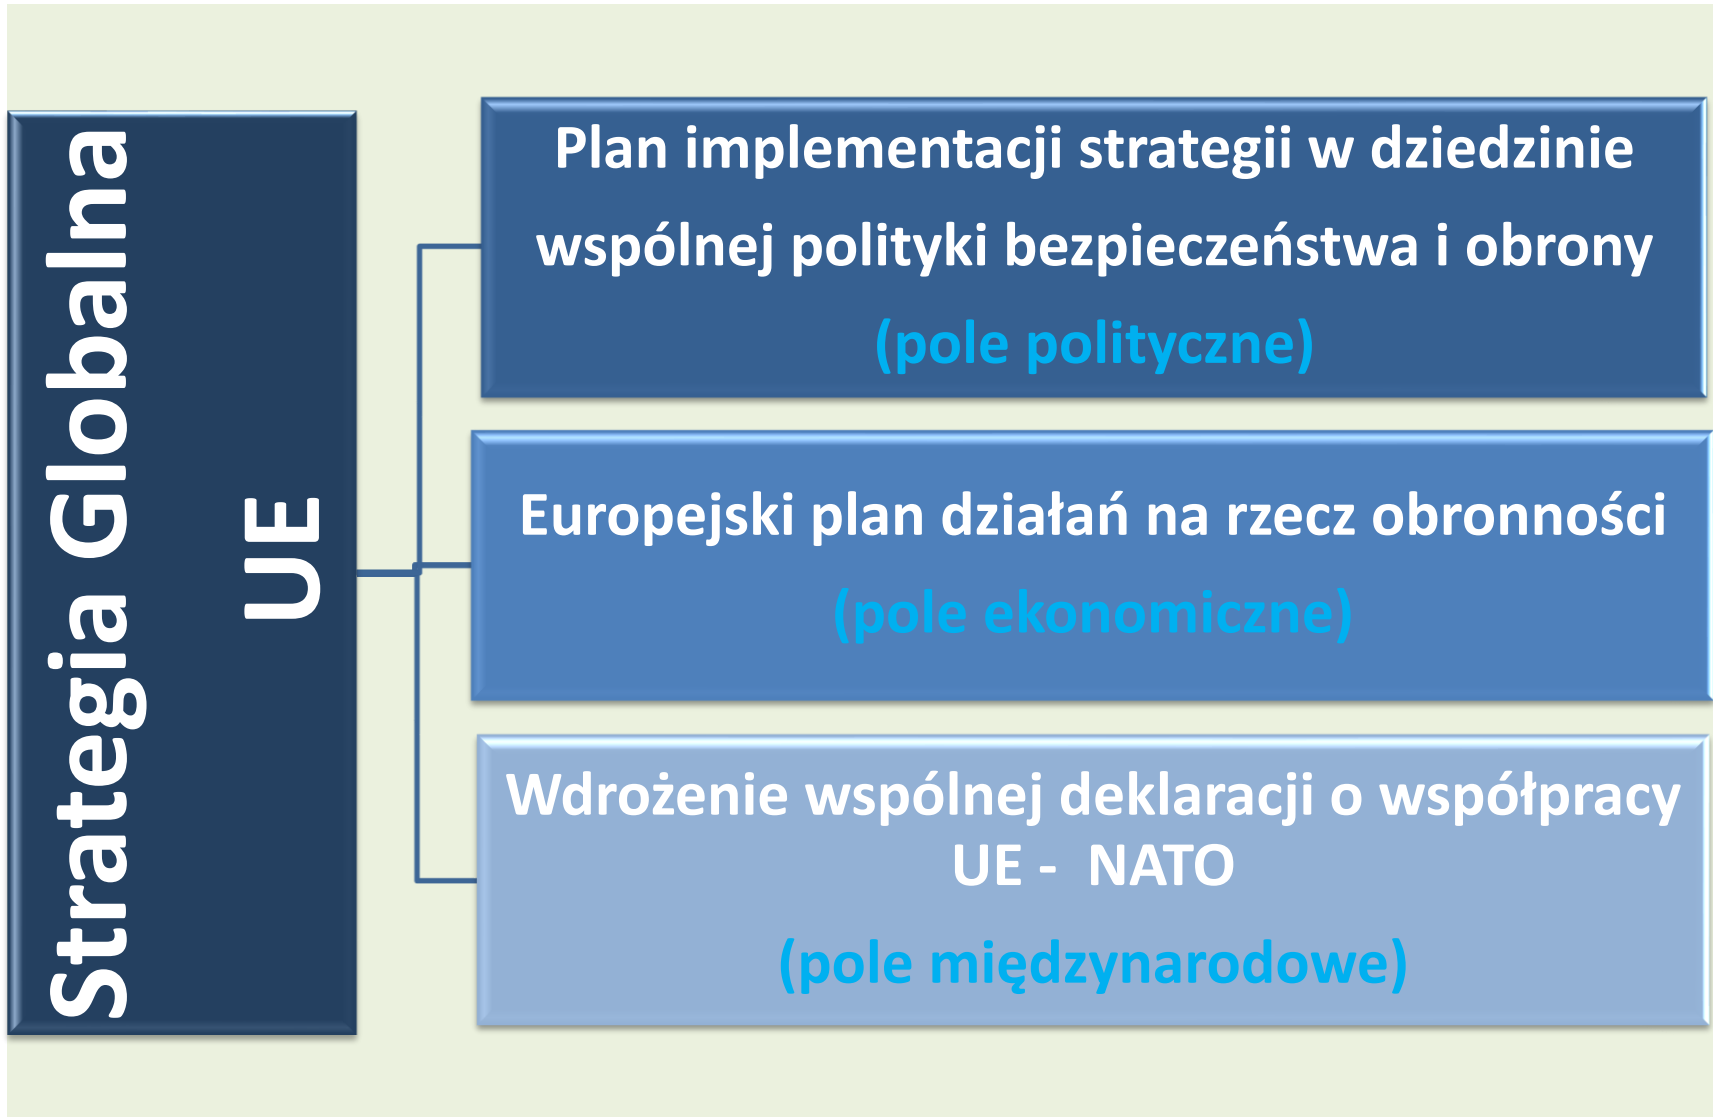 Strategia Globalna
UE
Plan implementacji strategii w dziedzinie
wspólnej polityki bezpieczeństwa i obrony
(pole polityczne)
Europejski plan działań na rzecz obronności
(pole ekonomiczne)
Wdrożenie wspólnej deklaracji o współpracy
UE - NATO
(pole międzynarodowe)